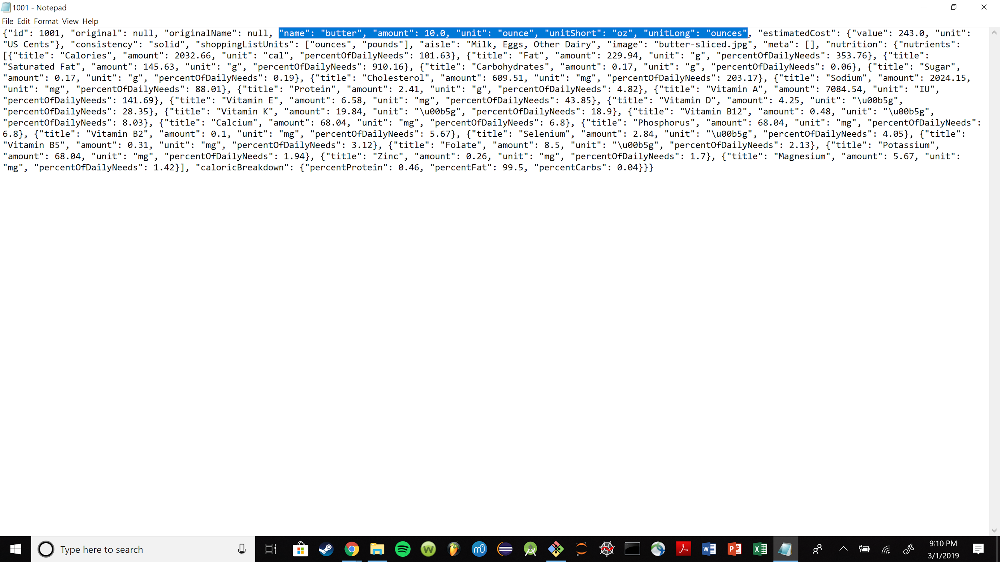 1001 - Notepad
File Edit Format View Help
{"id": 1001, "original": null, "originalName": null, "name": "butter", "amount": 10.0, "unit": "ounce", "unitShort": "oz", "unitLong": "ounces", "estimatedCost": {"value": 243.0, "unit":
"US Cents"}, "consistency": "solid", "shoppingListUnits": ["ounces", "pounds"], "aisle": "Milk, Eggs, Other Dairy", "image": "butter-sliced.jpg", "meta": [], "nutrition": {"nutrients":
[{"title": "Calories", "amount": 2032.66, "unit": "cal", "percentOfDailyNeeds": 101.63}, {"title": "Fat", "amount": 229.94, "unit": "g", "percentOfDailyNeeds": 353.76}, {"title":
"Saturated Fat", "amount": 145.63, "unit": "g", "percentOfDailyNeeds": 910.16}, {"title": "Carbohydrates", "amount": 0.17, "unit": "g", "percentOfDailyNeeds": 0.06}, {"title": "Sugar",
"amount": 0.17, "unit": "g", "percentOfDailyNeeds": 0.19}, {"title": "Cholesterol", "amount": 609.51, "unit": "mg", "percentOfDailyNeeds": 203.17}, {"title": "Sodium", "amount": 2024.15,
"unit": "mg", "percentOfDailyNeeds": 88.01}, {"title": "Protein", "amount": 2.41, "unit": "g", "percentOfDailyNeeds": 4.82}, {"title": "Vitamin A", "amount": 7084.54, "unit": "IU",
"percentOfDailyNeeds": 141.69}, {"title": "Vitamin E", "amount": 6.58, "unit": "mg", "percentOfDailyNeeds": 43.85}, {"title": "Vitamin D", "amount": 4.25, "unit": "\u00b5g",
"percentOfDailyNeeds": 28.35}, {"title": "Vitamin K", "amount": 19.84, "unit": "\u00b5g", "percentOfDailyNeeds": 18.9}, {"title": "Vitamin B12", "amount": 0.48, "unit": "\u00b5g",
"percentOfDailyNeeds": 8.03}, {"title": "Calcium", "amount": 68.04, "unit": "mg", "percentOfDailyNeeds": 6.8}, {"title": "Phosphorus", "amount": 68.04, "unit": "mg", "percentOfDailyNeeds":
6.8}, {"title": "Vitamin B2", "amount": 0.1, "unit": "mg", "percentOfDailyNeeds": 5.67}, {"title": "Selenium", "amount": 2.84, "unit": "\u00b5g", "percentOfDailyNeeds": 4.05}, {"title":
"Vitamin B5", "amount": 0.31, "unit": "mg", "percentOfDailyNeeds": 3.12}, {"title": "Folate", "amount": 8.5, "unit": "\u00b5g", "percentOfDailyNeeds": 2.13}, {"title": "Potassium",
"amount": 68.04, "unit": "mg", "percentOfDailyNeeds": 1.94}, {"title": "Zinc", "amount": 0.26, "unit": "mg", "percentOfDailyNeeds": 1.7}, {"title": "Magnesium", "amount": 5.67, "unit":
"mg", "percentOfDailyNeeds": 1.42}], "caloricBreakdown": {"percentProtein": 0.46, "percentFat": 99.5, "percentCarbs": 0.04}}}
Type here to search
9:10 PM
3/1/2019